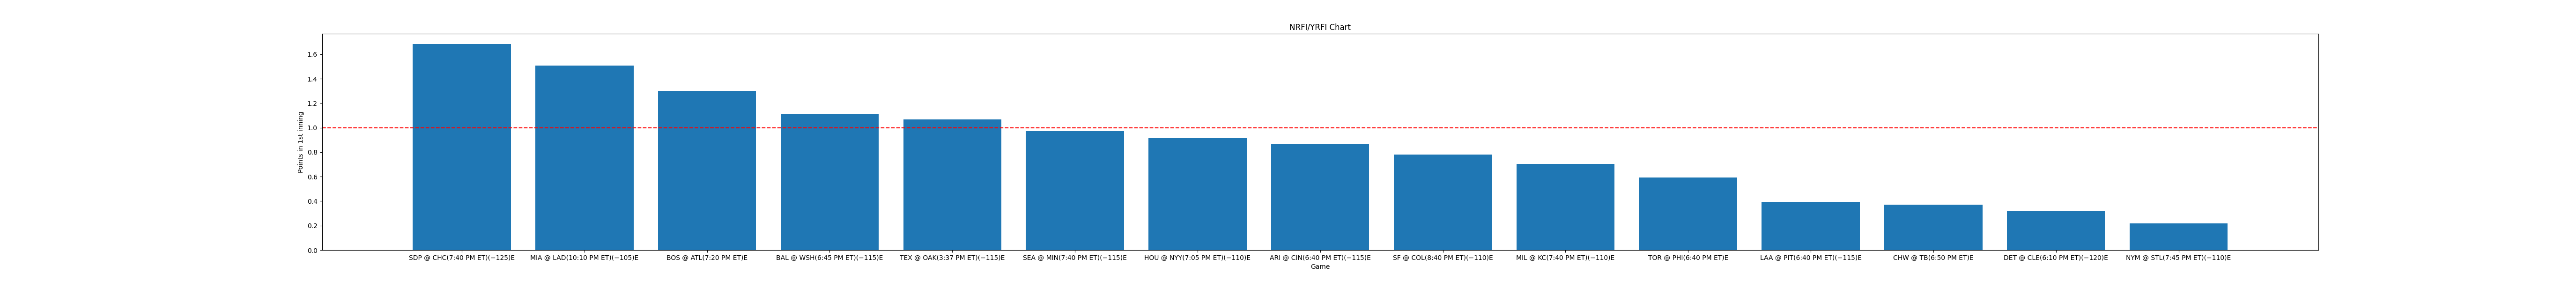 NRFI/YRFI Chart
Points in 1st inning
1.6
1.4
1.2
1.0
0.8
0.6
0.4
0.2
0.0
SDP @ CHC(7:40 PM ET)(−125)E
MIA @ LAD(10:10 PM ET)(−105)E
BOS @ ATL(7:20 PM ET)E
BAL @ WSH(6:45 PM ET)(−115)E
TEX @ OAK(3:37 PM ET)(−115)E
SEA @ MIN(7:40 PM ET)(−115)E
HOU @ NYY(7:05 PM ET)(−110)E
ARI @ CIN(6:40 PM ET)(−115)E
SF @ COL(8:40 PM ET)(−110)E
MIL @ KC(7:40 PM ET)(−110)E
TOR @ PHI(6:40 PM ET)E
LAA @ PIT(6:40 PM ET)(−115)E
CHW @ TB(6:50 PM ET)E
DET @ CLE(6:10 PM ET)(−120)E
NYM @ STL(7:45 PM ET)(−110)E
Game